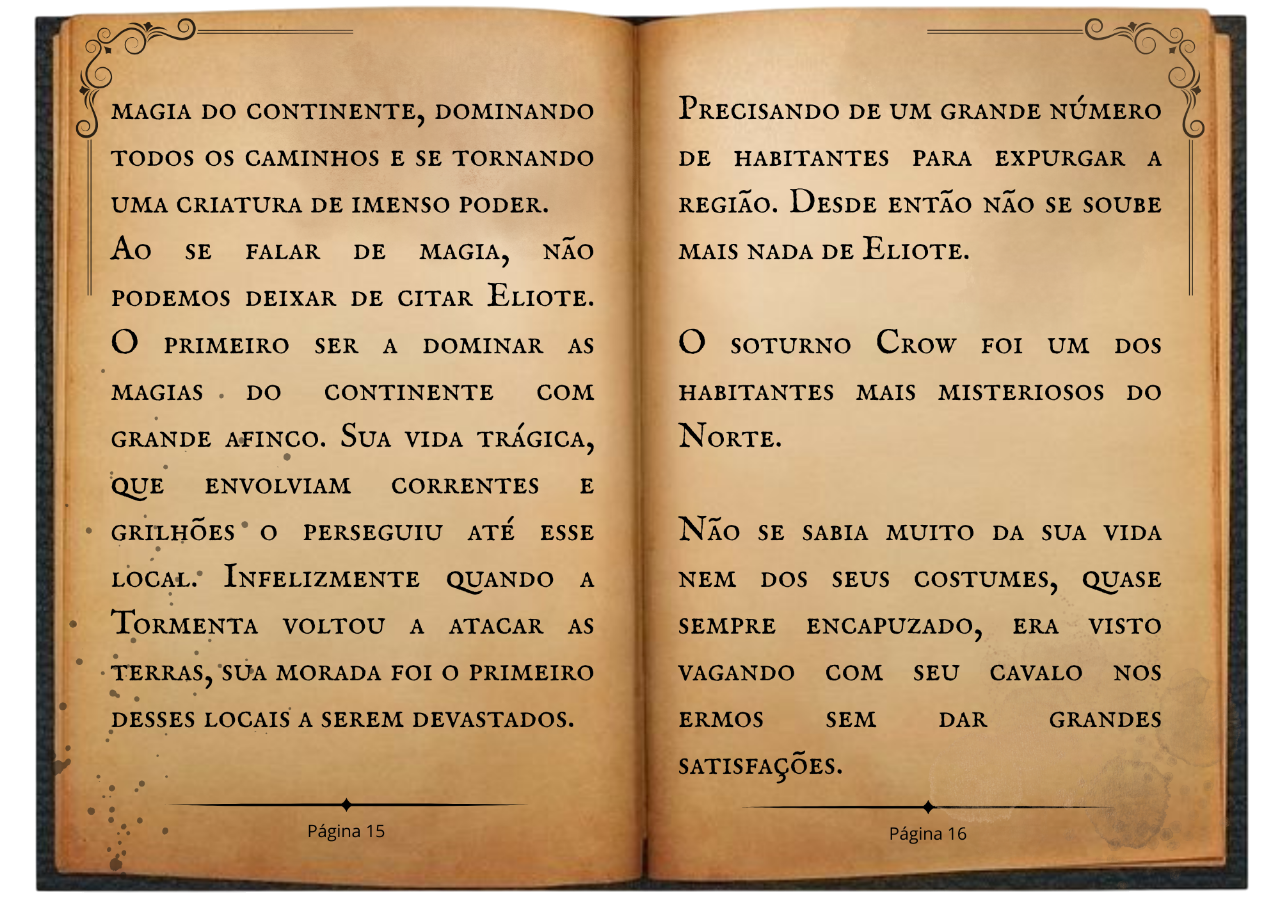 magia do continente, dominando
todos os caminhos e se tornando
uma criatura de imenso poder.
Ao se falar de magia, não
podemos deixar de citar Eliote.
O primeiro ser a dominar as
magias do continente com
grande afinco. Sua vida trágica,
que envolviam correntes e
grilhões o perseguiu até esse
local. Infelizmente quando a
Tormenta voltou a atacar as
terras, sua morada foi o primeiro
desses locais a serem devastados.
Página 15
Precisando de um grande número
de habitantes para expurgar a
região. Desde então não se soube
mais nada de Eliote.
O soturno Crow foi um dos
habitantes mais misteriosos do
Norte.
Não se sabia muito da sua vida
nem dos seus costumes, quase
sempre encapuzado, era visto
vagando com seu cavalo nos
ermos sem dar grandes
satisfações.
Página 16